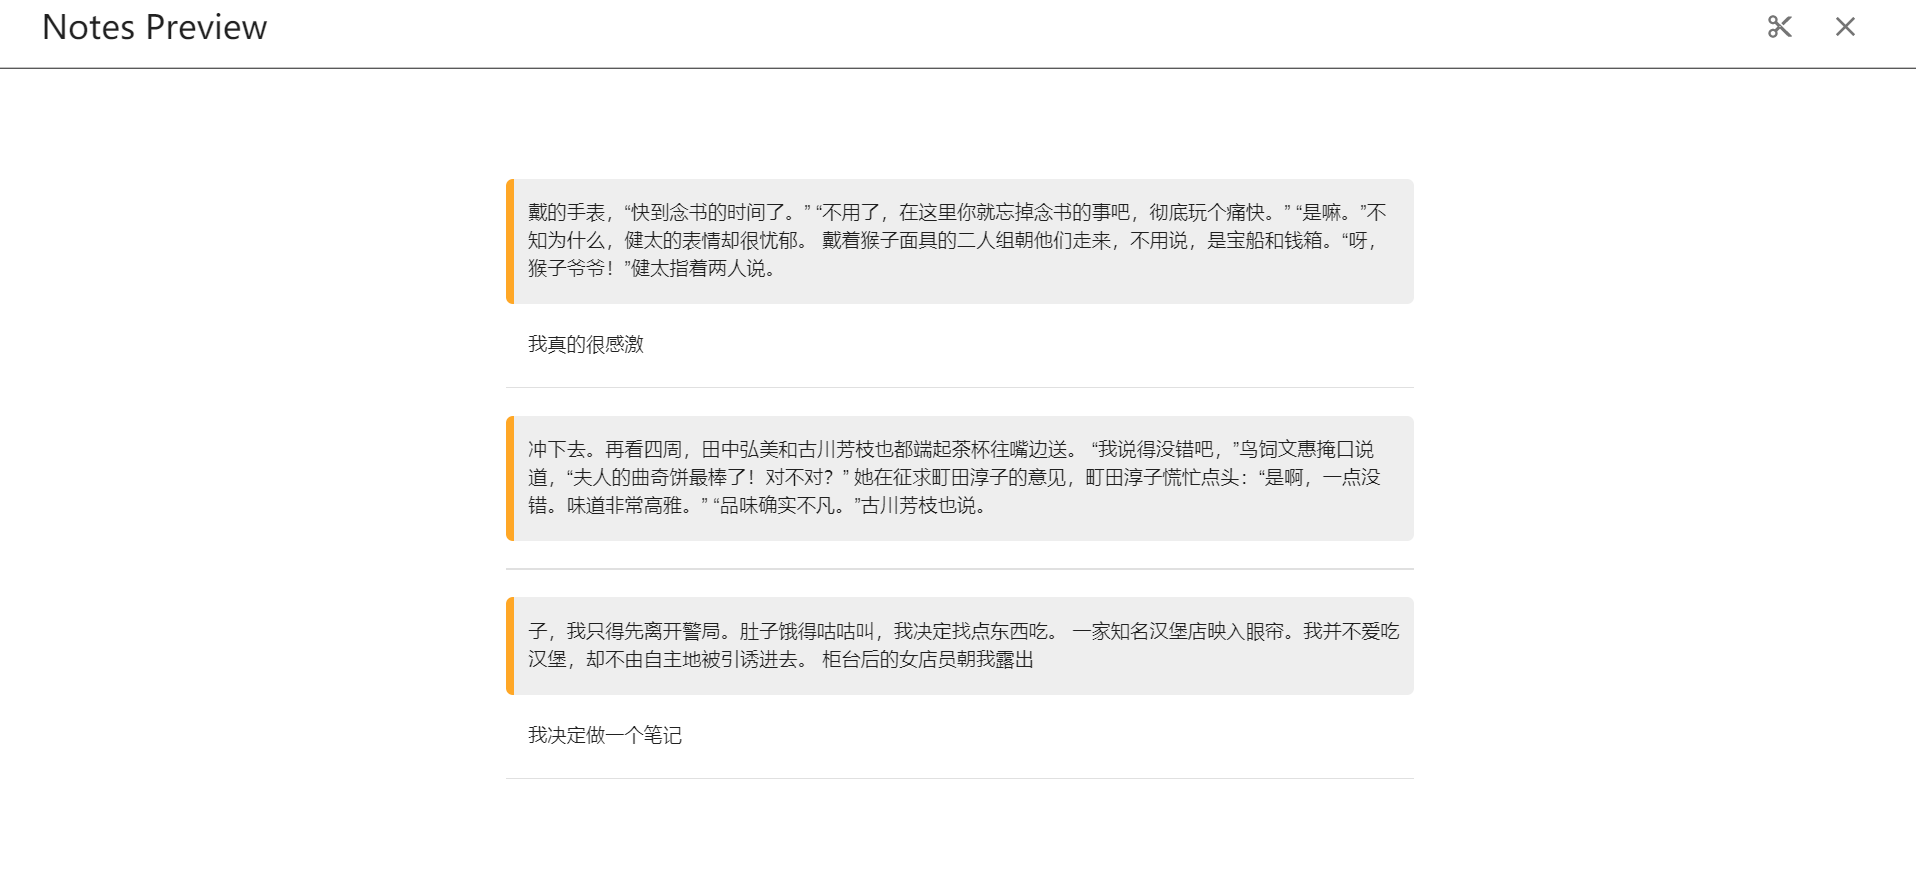 Notes Preview
戴的手表，“快到念书的时间了。” “不用了，在这里你就忘掉念书的事吧，彻底玩个痛快。” “是嘛。”不
知为什么，健太的表情却很忧郁。 戴着猴子面具的二人组朝他们走来，不用说，是宝船和钱箱。“呀，
猴子爷爷！”健太指着两人说。
我真的很感激
冲下去。再看四周，田中弘美和古川芳枝也都端起茶杯往嘴边送。 “我说得没错吧，”鸟饲文惠掩口说
道，“夫人的曲奇饼最棒了！对不对？” 她在征求町田淳子的意见，町田淳子慌忙点头：“是啊，一点没
错。味道非常高雅。” “品味确实不凡。”古川芳枝也说。
子，我只得先离开警局。肚子饿得咕咕叫，我决定找点东西吃。 一家知名汉堡店映入眼帘。我并不爱吃
汉堡，却不由自主地被引诱进去。 柜台后的女店员朝我露出
我决定做一个笔记